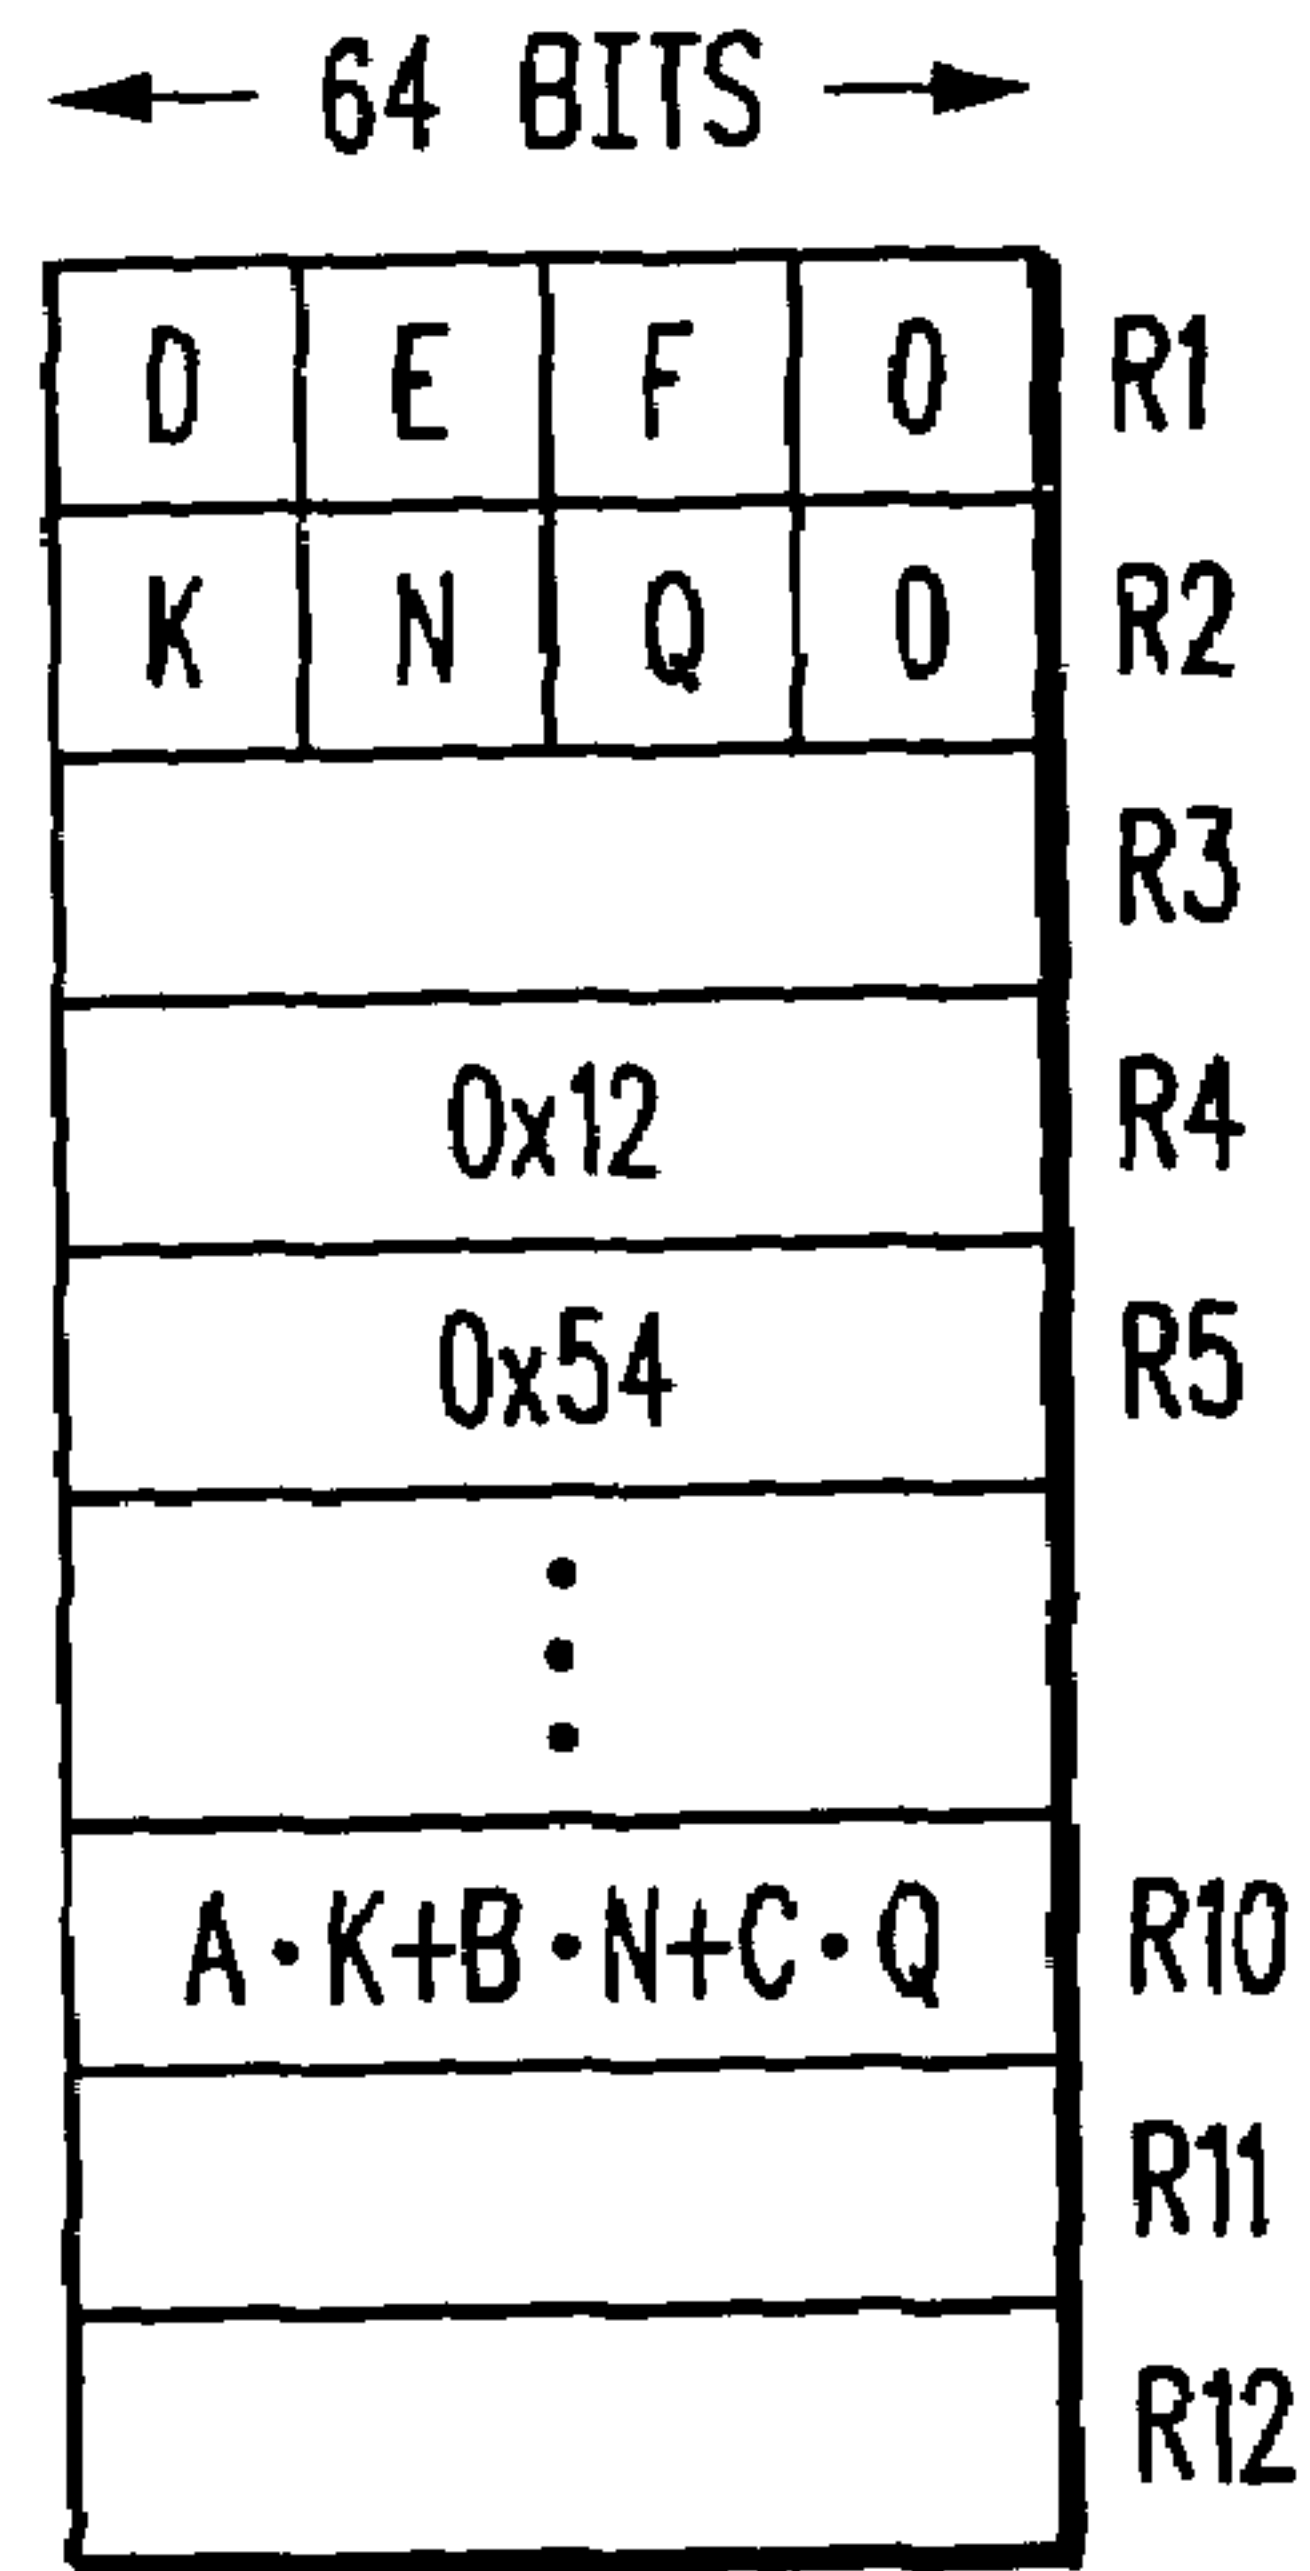 64 BITS
D E F 0 R1
K N Q 0 R2
R3
0x12 R4
0x54 R5
A·K+B·N+C·Q R10
R11
R12